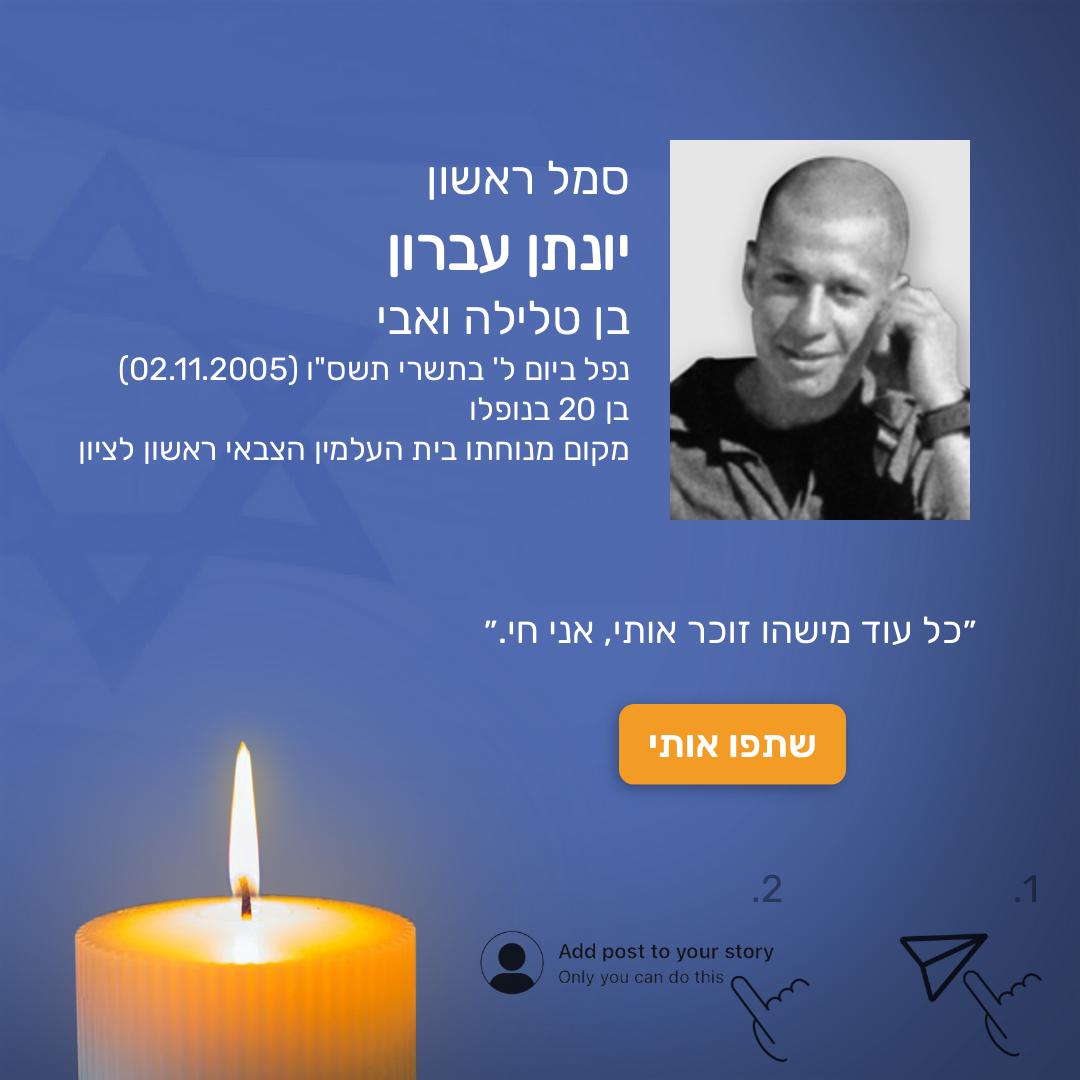 סמל ראשון
יונתן עברון
בן טלילה ואבי
נפל ביום ל' בתשרי תשס"ו (02.11.2005)
בן 20 בנופלו
מקום מנוחתו בית העלמין הצבאי ראשון לציון
״כל עוד מישהו זוכר אותי, אני חי.״
שתפו אותי
1.
2.
Add post to your story
Only you can do this